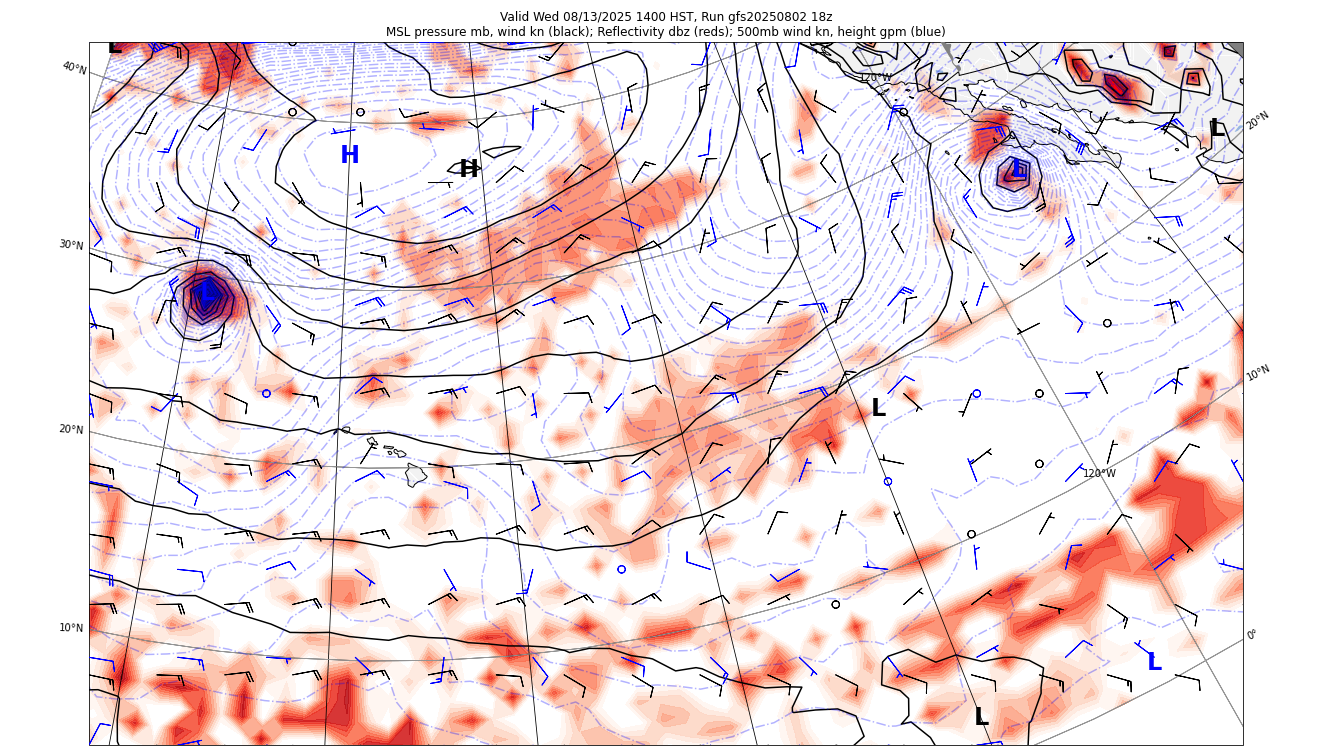 Valid Wed 08/13/2025 1400 HST, Run gfs20250802 18z
MSL pressure mb, wind kn (black); Reflectivity dbz (reds); 500mb wind kn, height gpm (blue)
L
40°N
120°W
L
20°N
H
H
L
30°N
L
10°N
L
20°N
120°W
10°N
0°
L
L